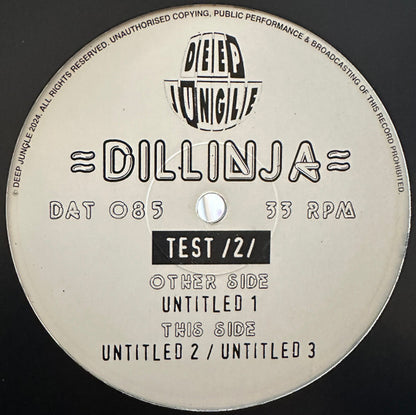 © DEEP JUNGLE 2024. ALL RIGHTS RESERVED. UNAUTHORISED COPYING, PUBLIC PERFORMANCE & BROADCASTING OF THIS RECORD PROHIBITED.
DEEP
JUNGLE
≈DILLINJA≈
DAT 085 33 RPM
TEST /2/
OTHER SIDE
UNTITLED 1
THIS SIDE
UNTITLED 2 / UNTITLED 3